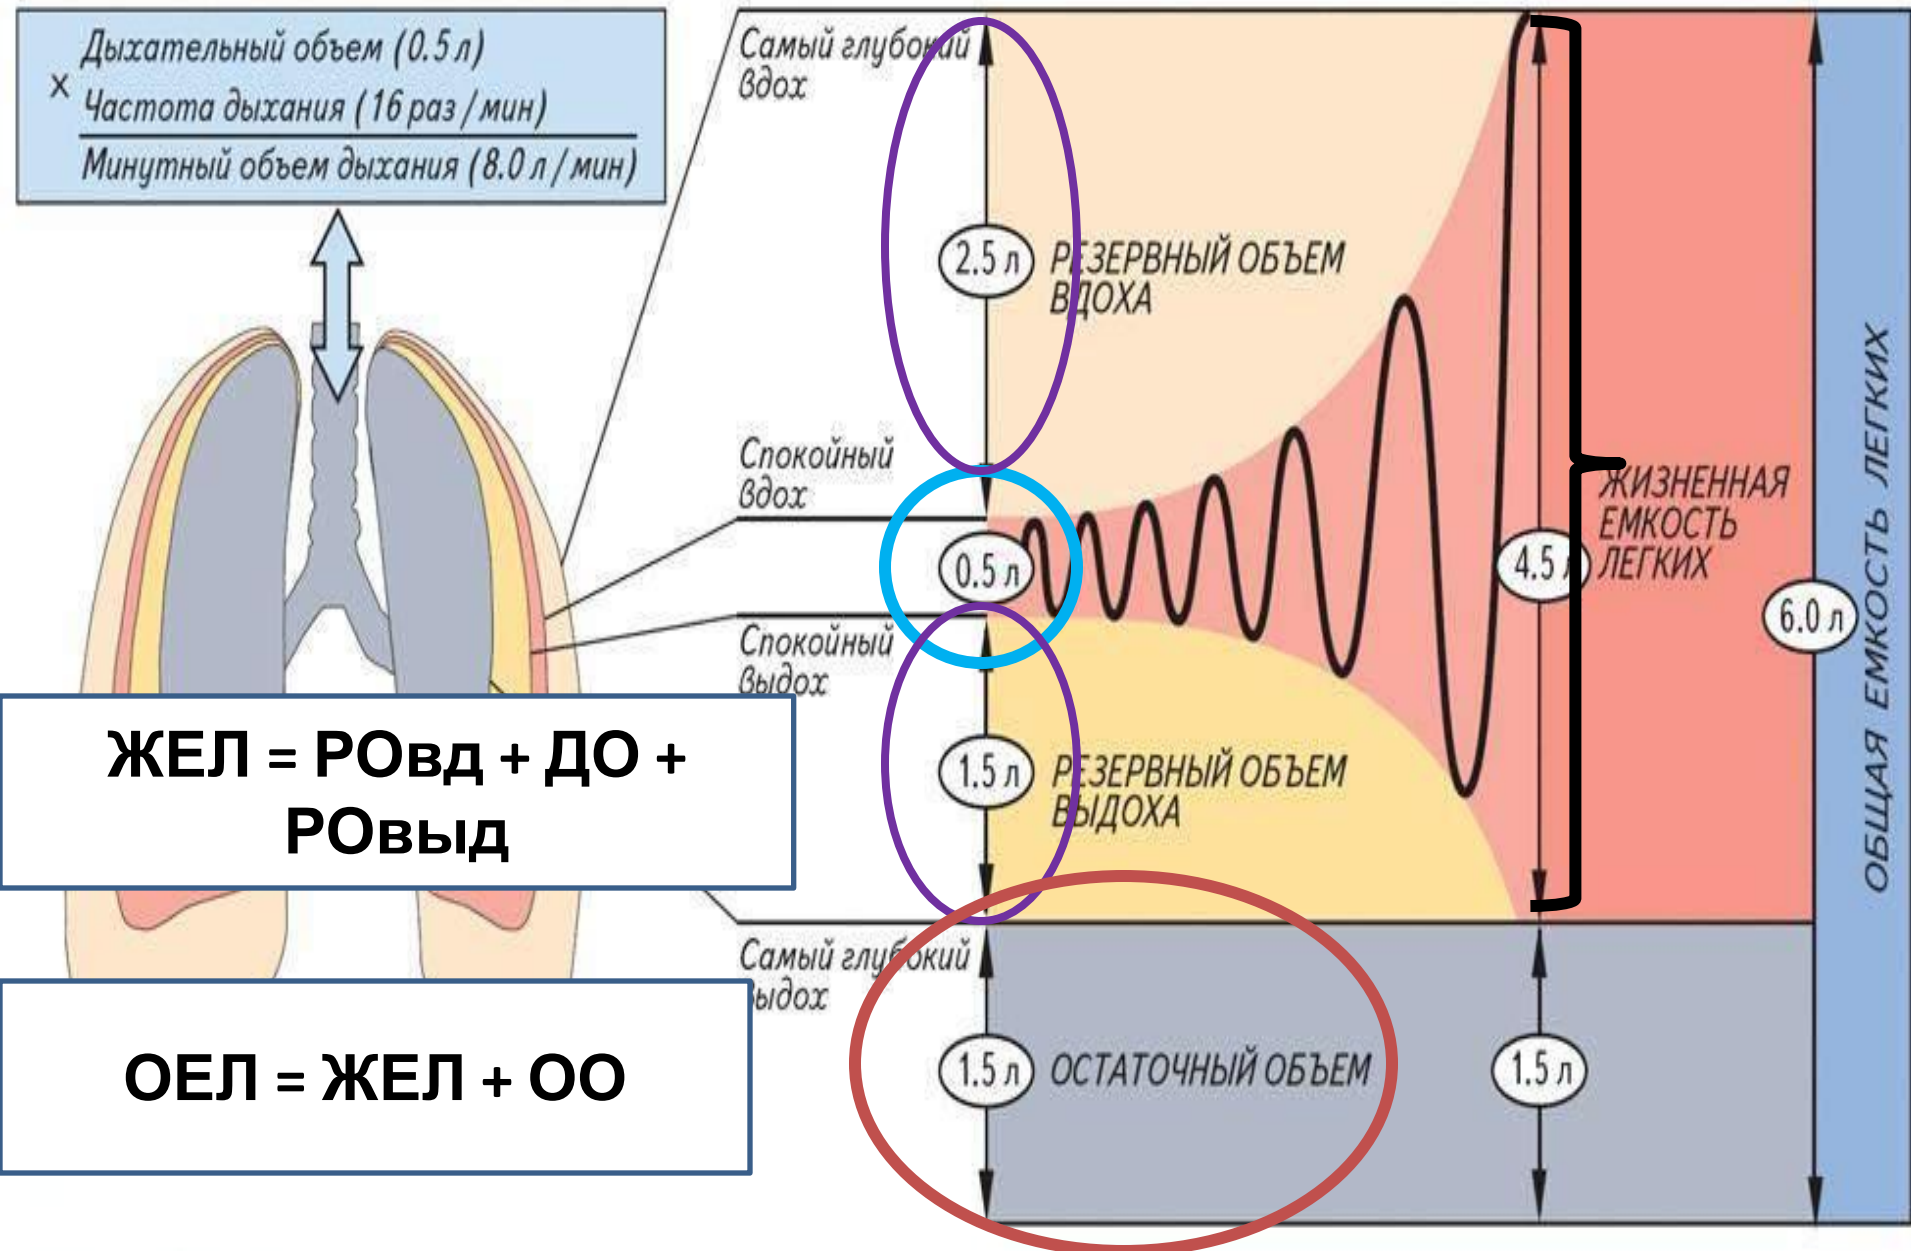 Дыхательный объем (0.5 л)
× Частота дыхания (16 раз / мин)
Минутный объем дыхания (8.0 л / мин)
Самый глубокий
вдох
2.5 л
РЕЗЕРВНЫЙ ОБЪЕМ
ВДОХА
Спокойный
вдох
0.5 л
Спокойный
выдох
1.5 л
РЕЗЕРВНЫЙ ОБЪЕМ
ВЫДОХА
Самый глубокий
выдох
1.5 л
ОСТАТОЧНЫЙ ОБЪЕМ
4.5 л
ЖИЗНЕННАЯ
ЕМКОСТЬ
ЛЕГКИХ
1.5 л
6.0 л
ОБЩАЯ ЕМКОСТЬ ЛЕГКИХ
ЖЕЛ = РОвд + ДО +
РОвыд
ОЕЛ = ЖЕЛ + ОО